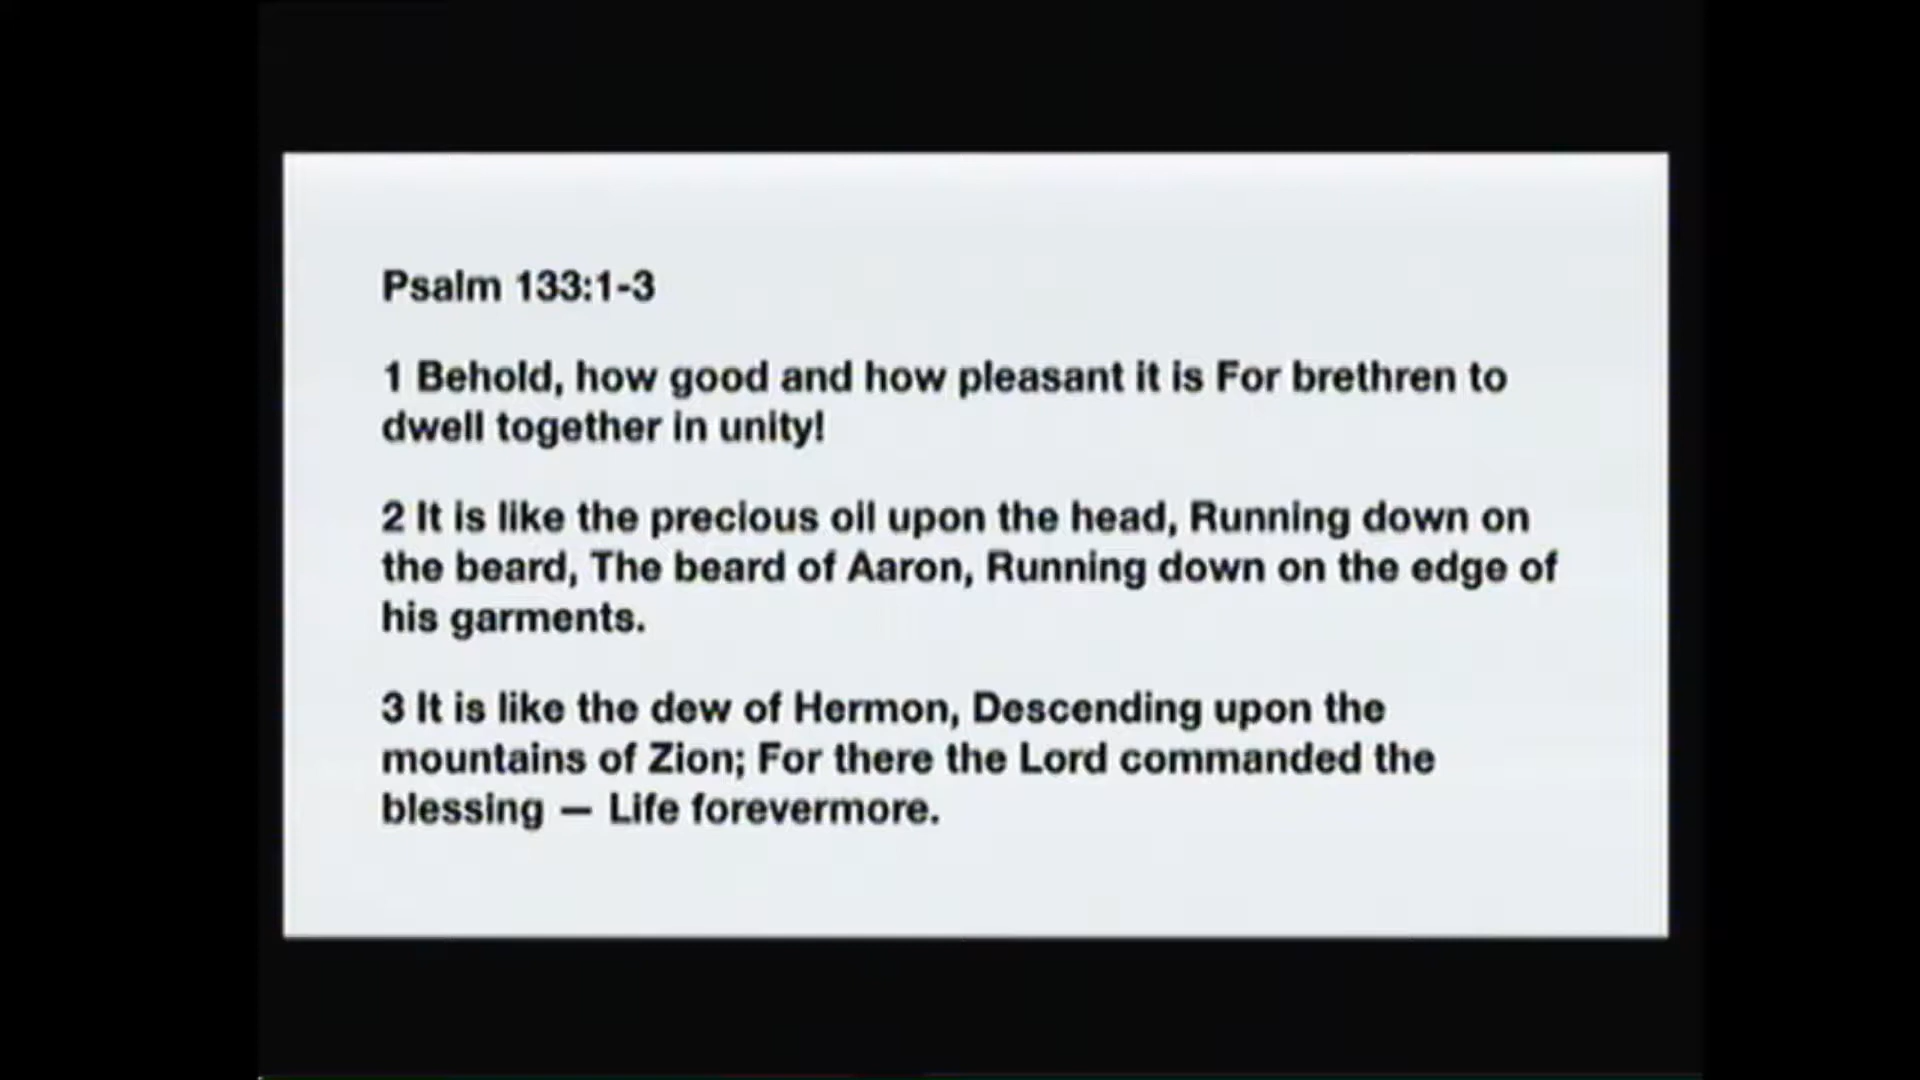 Psalm 133:1-3
1 Behold, how good and how pleasant it is For brethren to
dwell together in unity!
2 It is like the precious oil upon the head, Running down on
the beard, The beard of Aaron, Running down on the edge of
his garments.
3 It is like the dew of Hermon, Descending upon the
mountains of Zion; For there the Lord commanded the
blessing — Life forevermore.